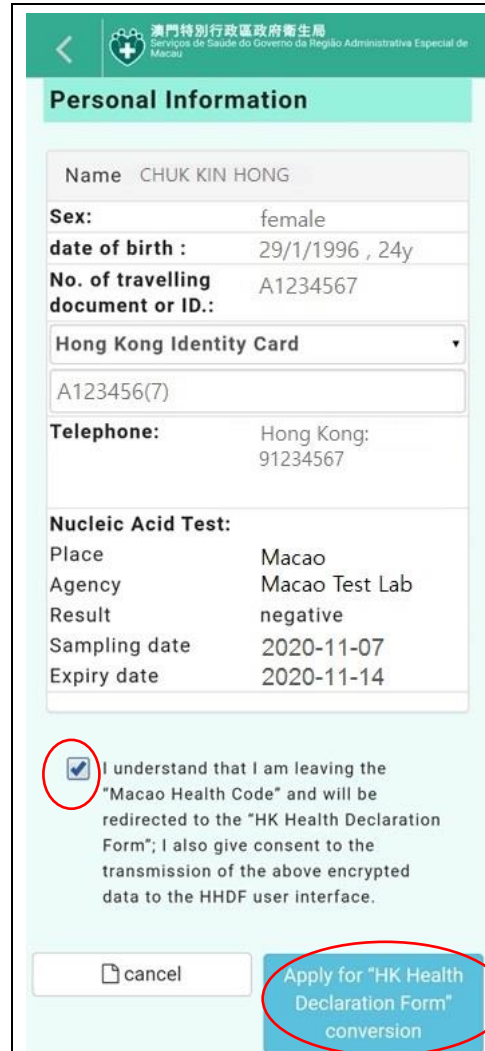 澳門特別行政區政府衛生局
Serviços de Saúde do Governo da Região Administrativa Especial de
Macau
Personal Information
Name CHUK KIN HONG
Sex: female
date of birth : 29/1/1996 , 24y
No. of travelling
document or ID.: A1234567
Hong Kong Identity Card
A123456(7)
Telephone: Hong Kong:
91234567
Nucleic Acid Test:
Place Macao
Agency Macao Test Lab
Result negative
Sampling date 2020-11-07
Expiry date 2020-11-14
I understand that I am leaving the
“Macao Health Code” and will be
redirected to the “HK Health Declaration
Form”; I also give consent to the
transmission of the above encrypted
data to the HHDF user interface.
cancel
Apply for “HK Health
Declaration Form”
conversion